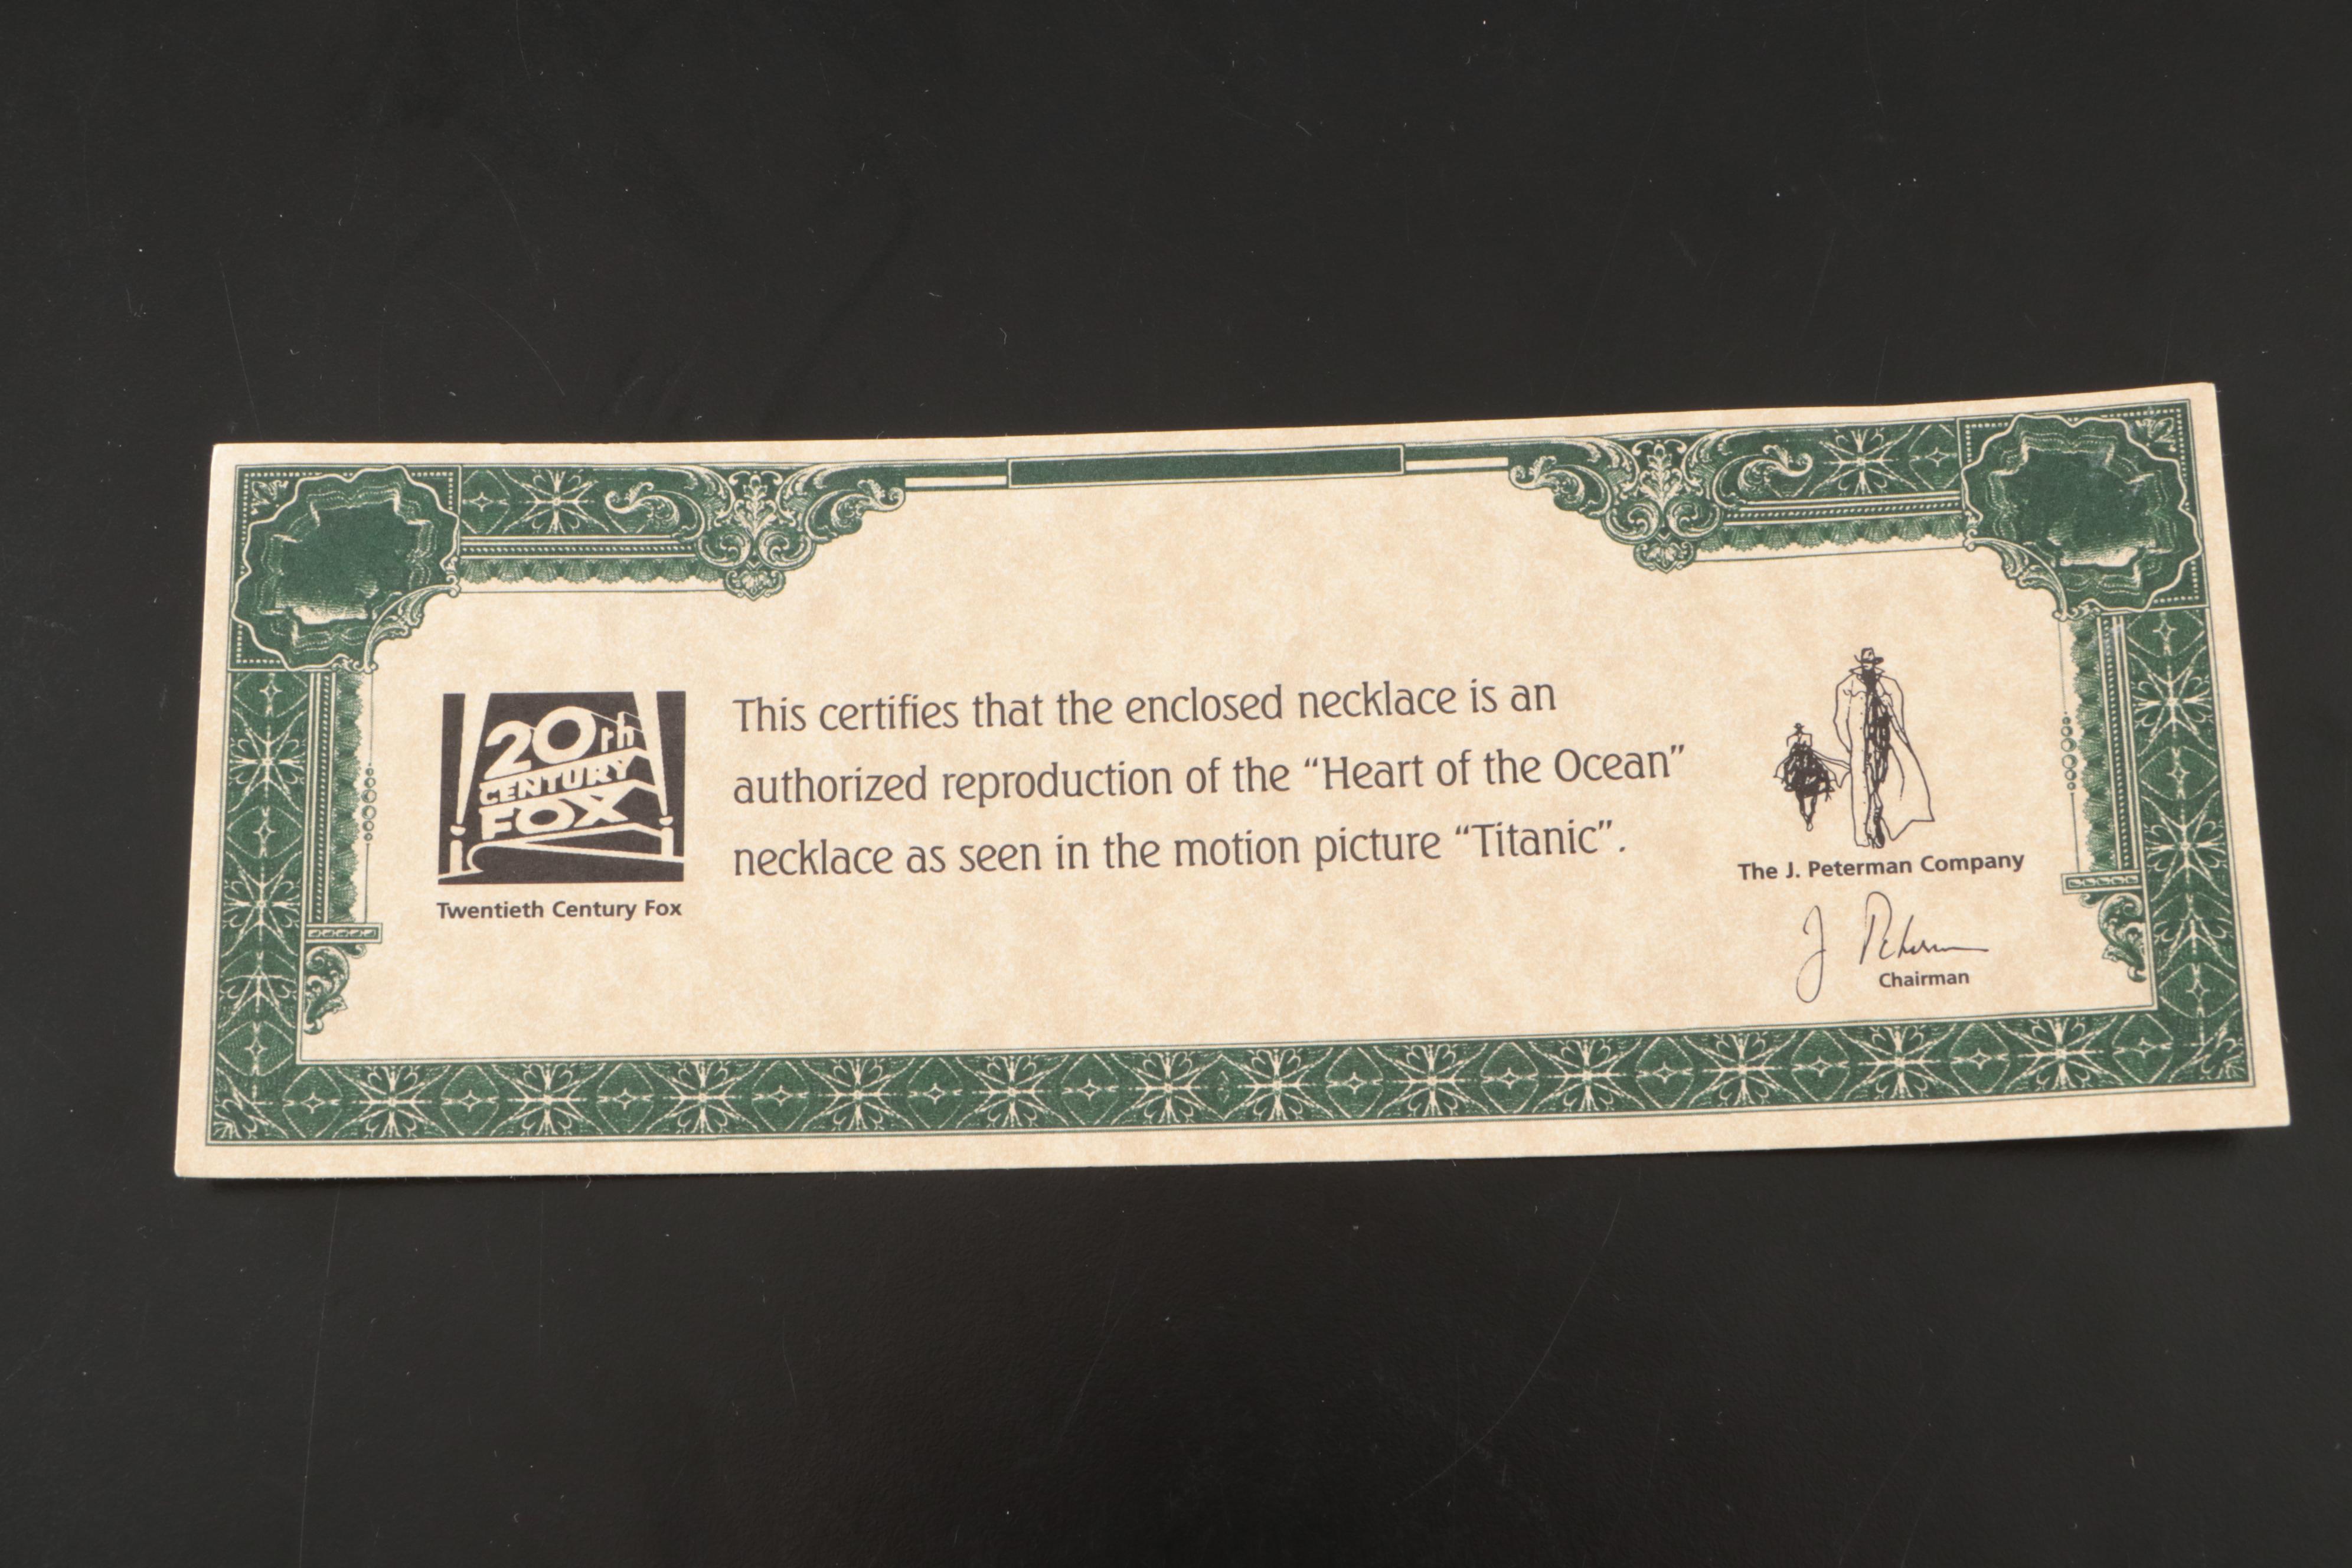 20th
CENTURY
FOX
Twentieth Century Fox
This certifies that the enclosed necklace is an
authorized reproduction of the “Heart of the Ocean”
necklace as seen in the motion picture “Titanic”.
The J. Peterman Company
J Peterman
Chairman